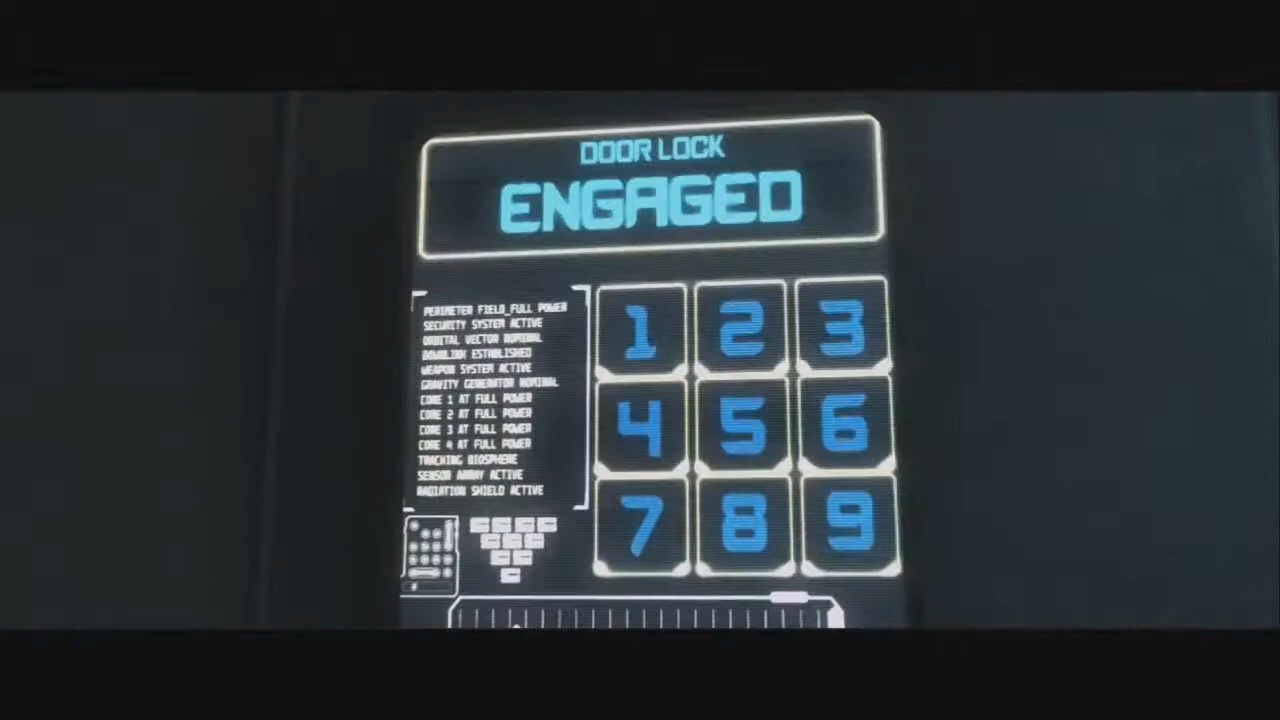 DOOR LOCK
ENGAGED
PERIMETER FIELD_FULL POWER
SECURITY SYSTEM ACTIVE
ORBITAL VECTOR NOMINAL
DOWNLINK ESTABLISHED
WEAPON SYSTEM ACTIVE
GRAVITY GENERATOR NOMINAL
CORE 1 AT FULL POWER
CORE 2 AT FULL POWER
CORE 3 AT FULL POWER
CORE 4 AT FULL POWER
TRACKING BIOSPHERE
SENSOR ARRAY ACTIVE
RADIATION SHIELD ACTIVE
1 2 3
4 5 6
7 8 9